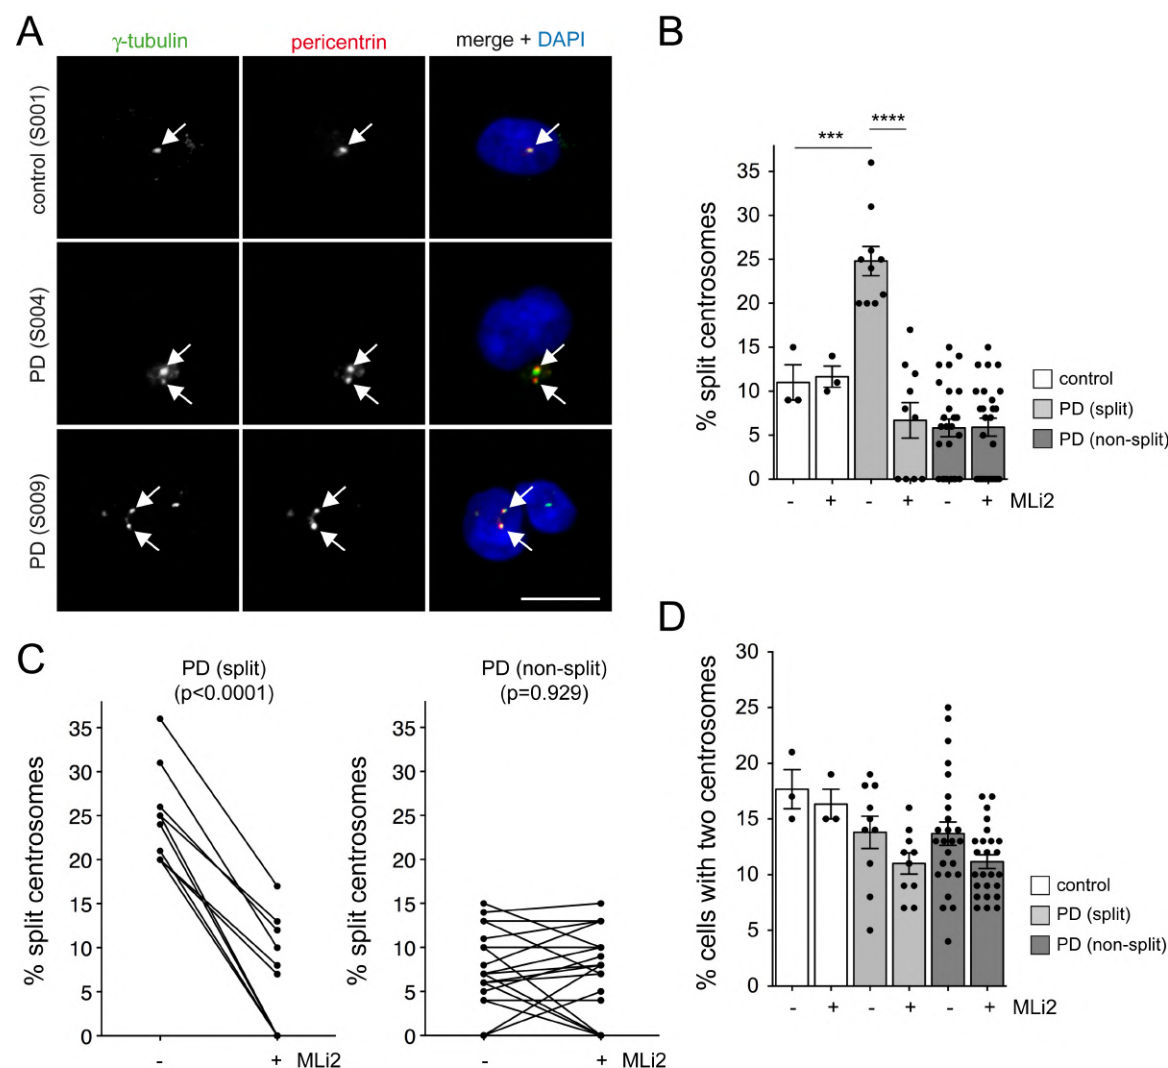 A
γ-tubulin
pericentrin
merge + DAPI
control (S001)
PD (S004)
PD (S009)
B
% split centrosomes
35
30
25
20
15
10
5
0
***
****
- + - + - + MLi2
control
PD (split)
PD (non-split)
C
PD (split)
(p<0.0001)
% split centrosomes
35
30
25
20
15
10
5
0
- + MLi2
PD (non-split)
(p=0.929)
% split centrosomes
35
30
25
20
15
10
5
0
- + MLi2
D
% cells with two centrosomes
30
25
20
15
10
5
0
- + - + - + MLi2
control
PD (split)
PD (non-split)